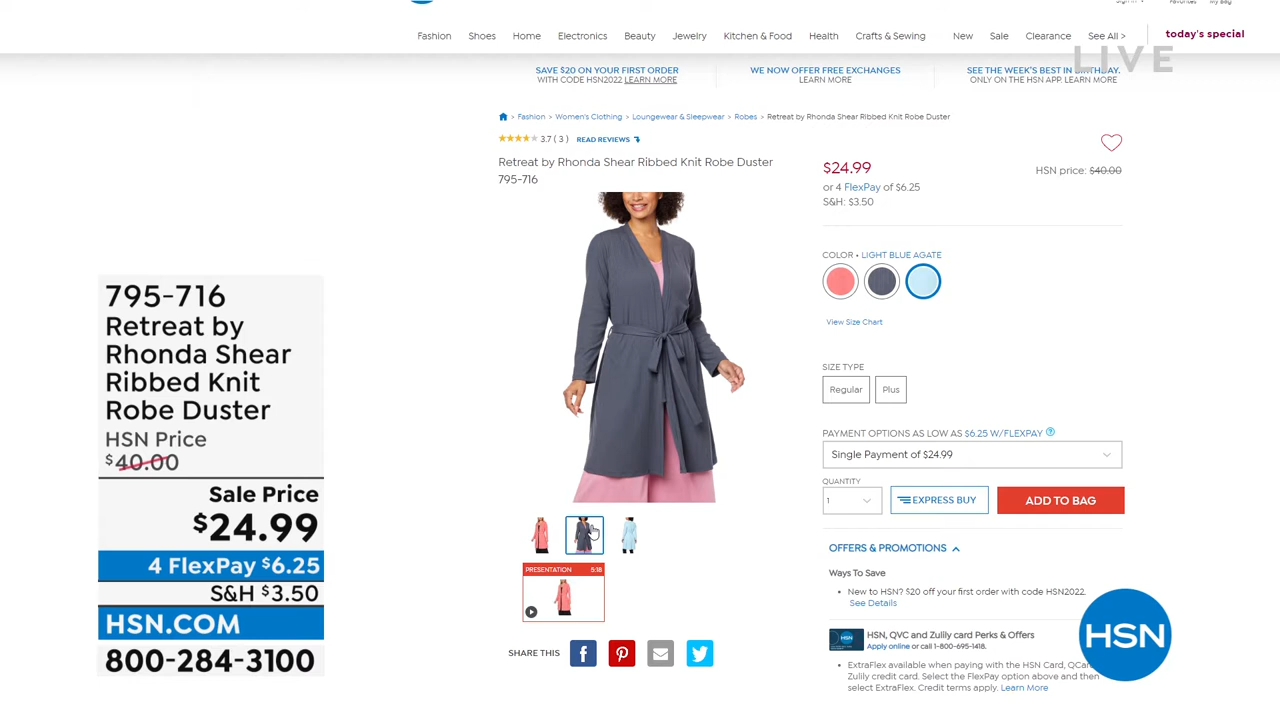 Fashion Shoes Home Electronics Beauty Jewelry Kitchen & Food Health Crafts & Sewing New Sale Clearance See All > today's special
LIVE
SAVE $20 ON YOUR FIRST ORDER
WITH CODE HSN2022 LEARN MORE
WE NOW OFFER FREE EXCHANGES
LEARN MORE
SEE THE WEEK'S BEST IN BIRTHDAY.
ONLY ON THE HSN APP. LEARN MORE
> Fashion > Women's Clothing > Loungewear & Sleepwear > Robes > Retreat by Rhonda Shear Ribbed Knit Robe Duster
3.7 ( 3 ) READ REVIEWS
Retreat by Rhonda Shear Ribbed Knit Robe Duster
795-716
$24.99
HSN price: $40.00
or 4 FlexPay of $6.25
S&H: $3.50
COLOR • LIGHT BLUE AGATE
View Size Chart
SIZE TYPE
Regular Plus
PAYMENT OPTIONS AS LOW AS $6.25 W/FLEXPAY ?
Single Payment of $24.99
QUANTITY
1
EXPRESS BUY
ADD TO BAG
OFFERS & PROMOTIONS
Ways To Save
• New to HSN? $20 off your first order with code HSN2022.
See Details
HSN, QVC and Zulily card Perks & Offers
Apply online or call 1-800-695-1418.
• ExtraFlex available when paying with the HSN Card, QCard
Zulily credit card. Select the FlexPay option above and then
select ExtraFlex. Credit terms apply. Learn More
PRESENTATION 5:18
SHARE THIS
795-716
Retreat by
Rhonda Shear
Ribbed Knit
Robe Duster
HSN Price
$40.00
Sale Price
$24.99
4 FlexPay $6.25
S&H $3.50
HSN.COM
800-284-3100
HSN